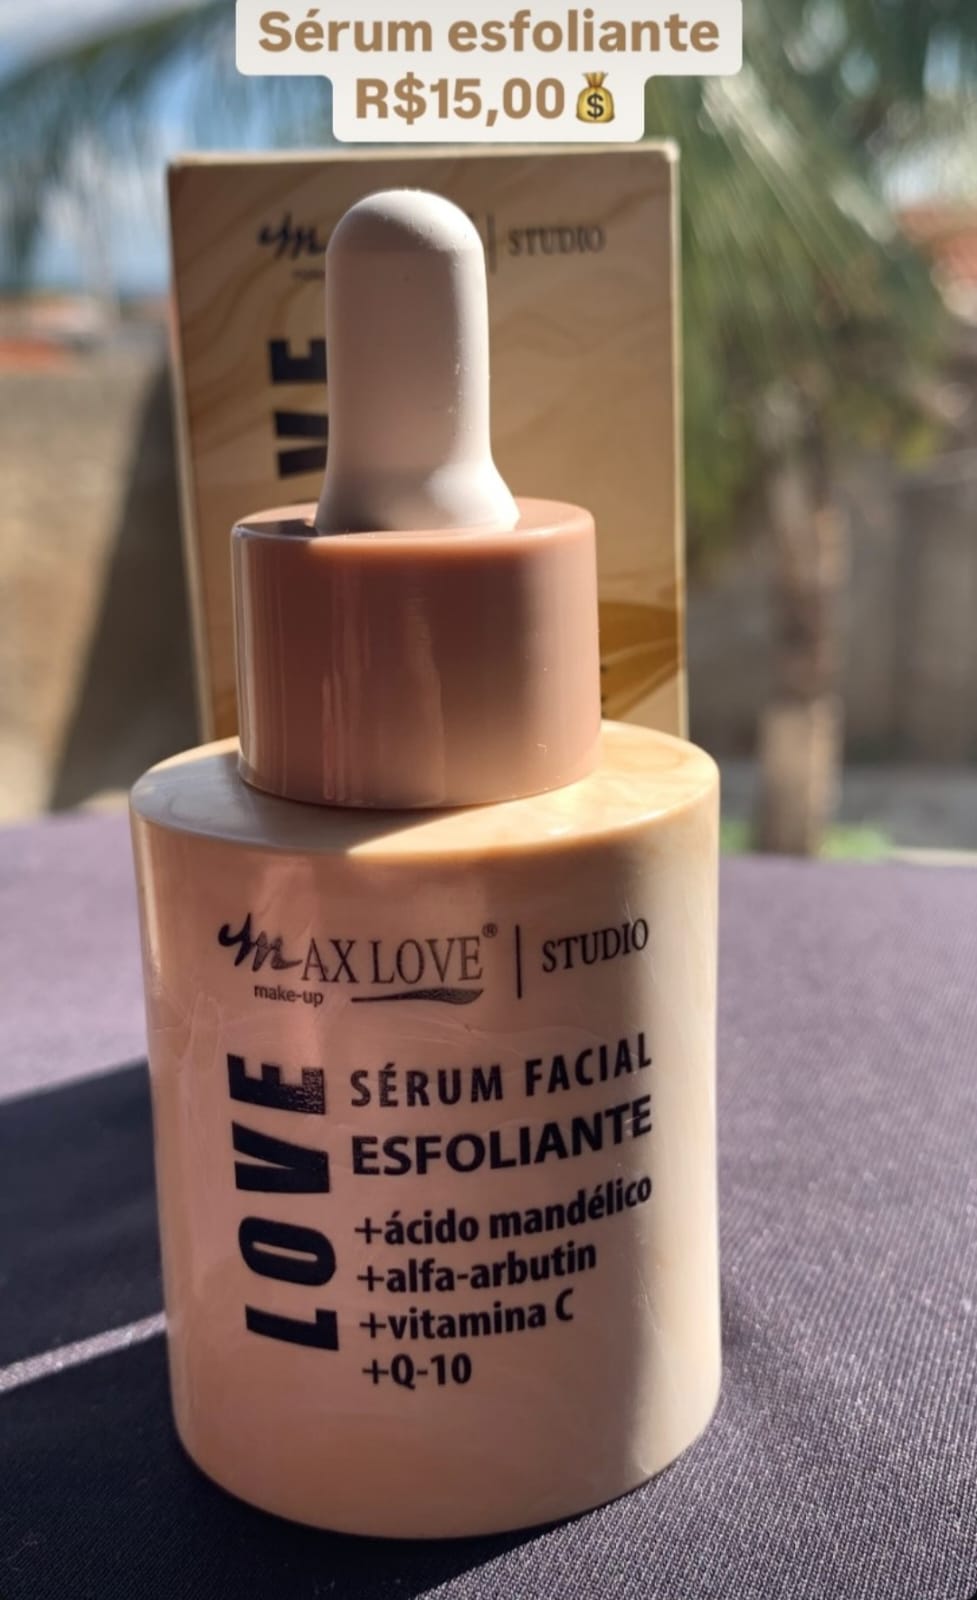 Sérum esfoliante
R$15,00💰
STUDIO
MAX LOVE® | STUDIO
make-up
LOVE
SÉRUM FACIAL
ESFOLIANTE
+ácido mandélico
+alfa-arbutin
+vitamina C
+Q-10